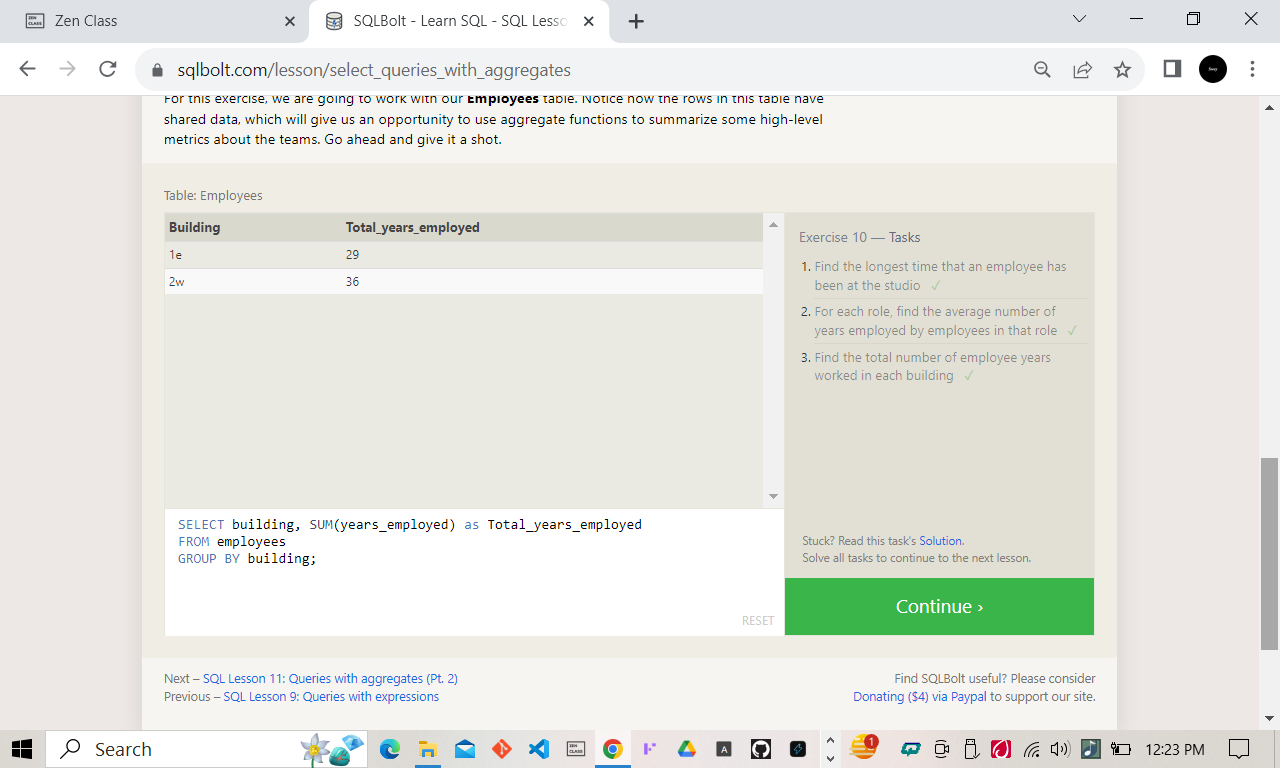 Zen Class
SQLBolt - Learn SQL - SQL Lesso
sqlbolt.com/lesson/select_queries_with_aggregates
For this exercise, we are going to work with our Employees table. Notice how the rows in this table have
shared data, which will give us an opportunity to use aggregate functions to summarize some high-level
metrics about the teams. Go ahead and give it a shot.
Table: Employees
Building Total_years_employed
1e 29
2w 36
Exercise 10 — Tasks
1. Find the longest time that an employee has
been at the studio ✓
2. For each role, find the average number of
years employed by employees in that role ✓
3. Find the total number of employee years
worked in each building ✓
SELECT building, SUM(years_employed) as Total_years_employed
FROM employees
GROUP BY building;
RESET
Stuck? Read this task's Solution.
Solve all tasks to continue to the next lesson.
Continue ›
Next – SQL Lesson 11: Queries with aggregates (Pt. 2)
Previous – SQL Lesson 9: Queries with expressions
Find SQLBolt useful? Please consider
Donating ($4) via Paypal to support our site.
Search
1
12:23 PM